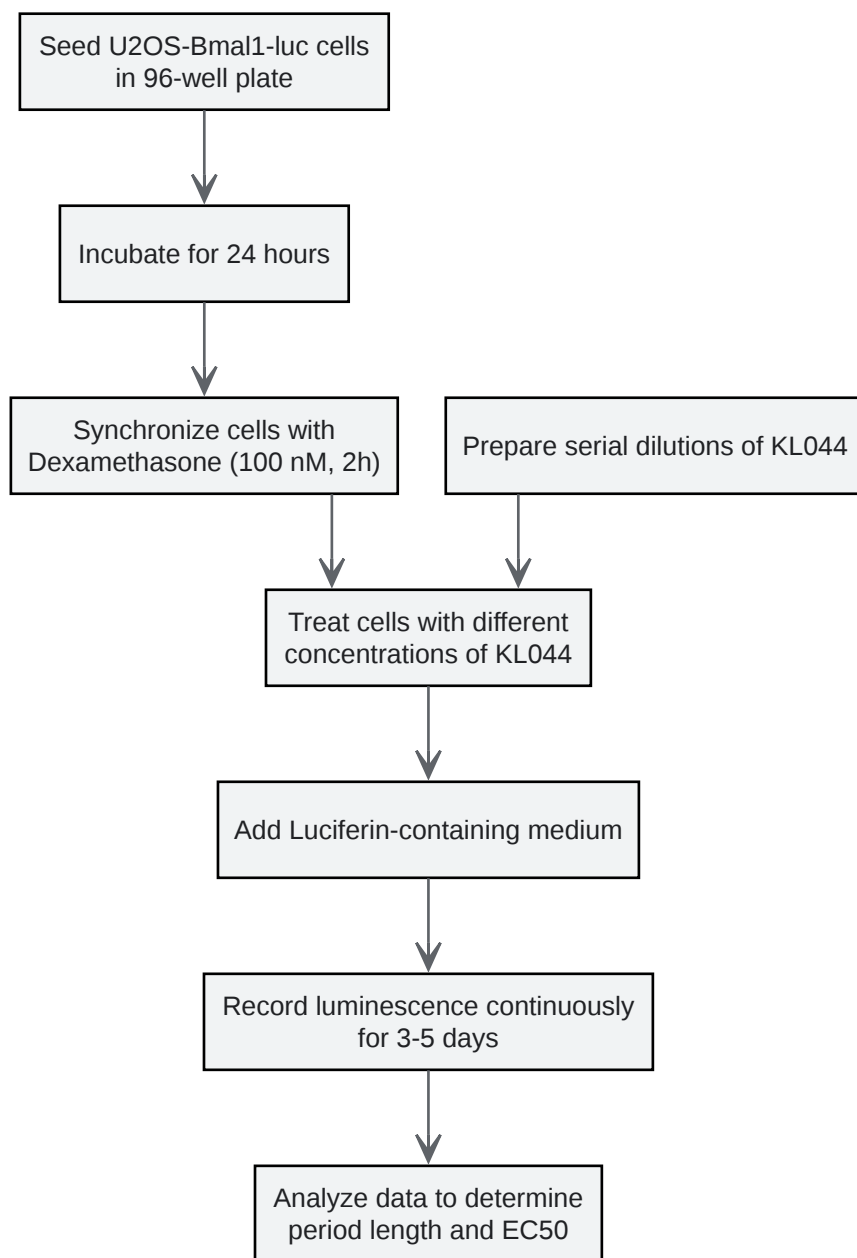 Seed U2OS-Bmal1-luc cells
in 96-well plate
Incubate for 24 hours
Synchronize cells with
Dexamethasone (100 nM, 2h)
Prepare serial dilutions of KL044
Treat cells with different
concentrations of KL044
Add Luciferin-containing medium
Record luminescence continuously
for 3-5 days
Analyze data to determine
period length and EC50